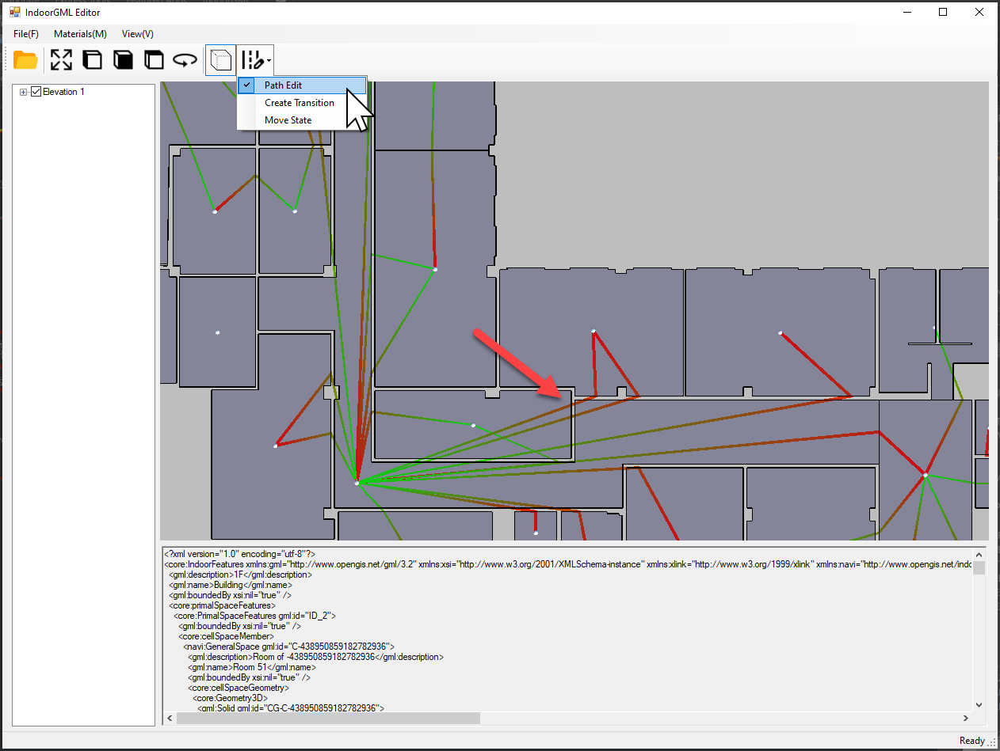 IndoorGML Editor
File(F) Materials(M) View(V)
Path Edit
Create Transition
Move State
Elevation 1
<?xml version="1.0" encoding="utf-8"?>
<core:IndoorFeatures xmlns:gml="http://www.opengis.net/gml/3.2" xmlns:xsi="http://www.w3.org/2001/XMLSchema-instance" xmlns:xlink="http://www.w3.org/1999/xlink" xmlns:navi="http://www.opengis.net/indo
<gml:description>1F</gml:description>
<gml:name>Building</gml:name>
<gml:boundedBy xsi:nil="true" />
<core:primalSpaceFeatures>
<core:PrimalSpaceFeatures gml:id="ID_2">
<gml:boundedBy xsi:nil="true" />
<core:cellSpaceMember>
<navi:GeneralSpace gml:id="C-438950859182782936">
<gml:description>Room of -438950859182782936</gml:description>
<gml:name>Room 51</gml:name>
<gml:boundedBy xsi:nil="true" />
<core:cellSpaceGeometry>
<core:Geometry3D>
<gml:Solid gml:id="CG-C-438950859182782936">
Ready